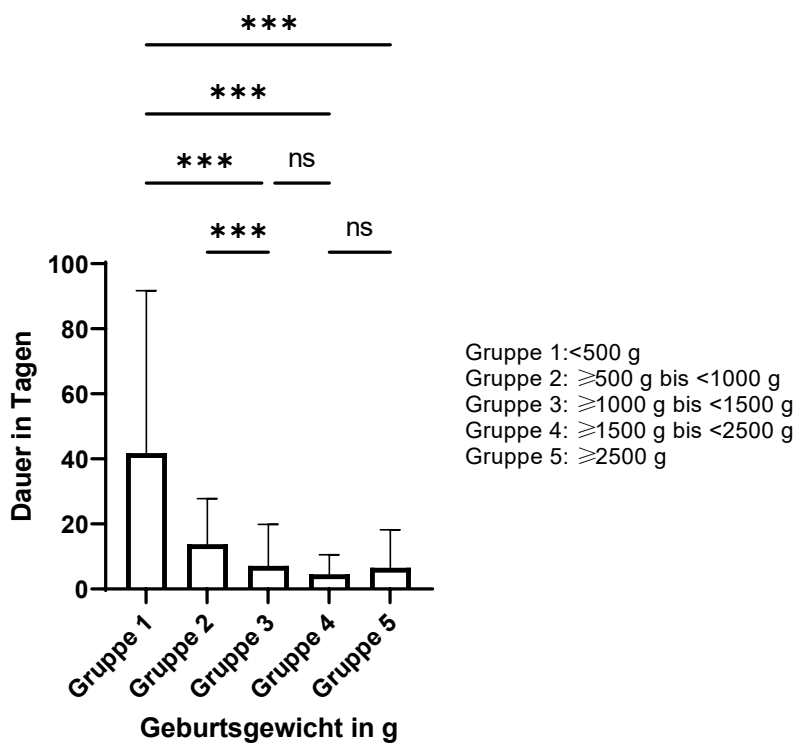 ***
***
*** ns
*** ns
100
80
60
40
20
0
Dauer in Tagen
Gruppe 1
Gruppe 2
Gruppe 3
Gruppe 4
Gruppe 5
Geburtsgewicht in g
Gruppe 1:<500 g
Gruppe 2: ⩾500 g bis <1000 g
Gruppe 3: ⩾1000 g bis <1500 g
Gruppe 4: ⩾1500 g bis <2500 g
Gruppe 5: ⩾2500 g